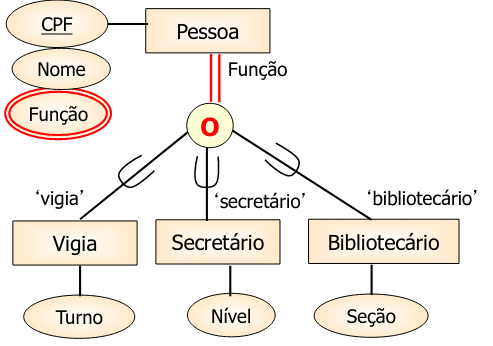 CPF
Pessoa
Nome
Função
Função
O
‘vigia’
‘secretário’
‘bibliotecário’
Vigia
Secretário
Bibliotecário
Turno
Nível
Seção